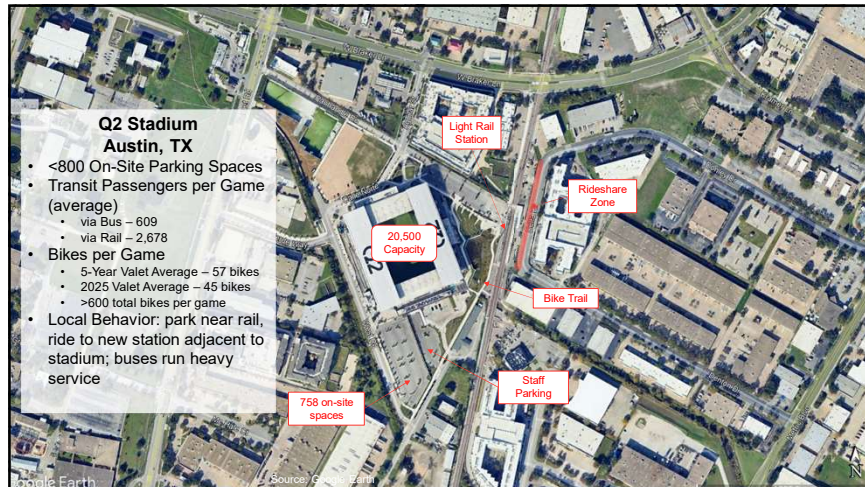 Q2 Stadium
Austin, TX
• <800 On-Site Parking Spaces
• Transit Passengers per Game
(average)
• via Bus – 609
• via Rail – 2,678
• Bikes per Game
• 5-Year Valet Average – 57 bikes
• 2025 Valet Average – 45 bikes
• >600 total bikes per game
• Local Behavior: park near rail,
ride to new station adjacent to
stadium; buses run heavy
service
W Braker Ln
Light Rail
Station
Rideshare
Zone
20,500
Capacity
Q2
Bike Trail
Staff
Parking
758 on-site
spaces
Google Earth
Source: Google Earth
N